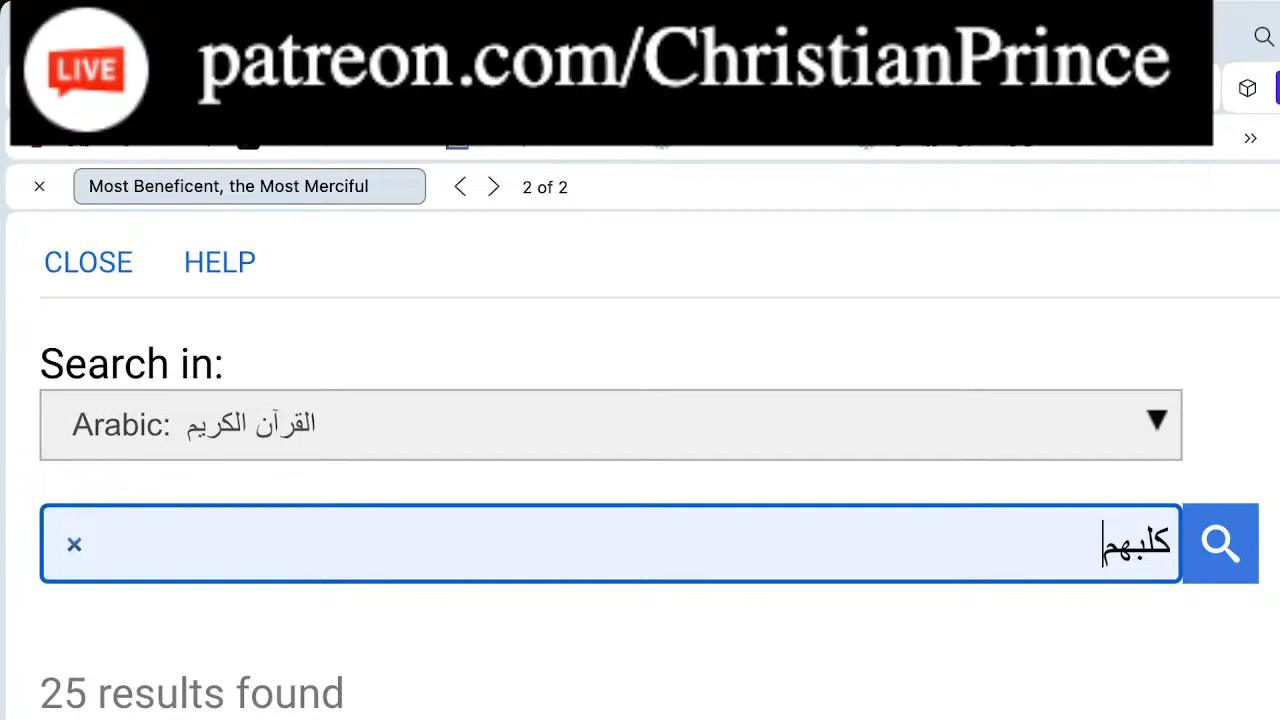 LIVE patreon.com/ChristianPrince
Most Beneficent, the Most Merciful 2 of 2
CLOSE HELP
Search in:
Arabic: القرآن الكريم
كلبهم
25 results found